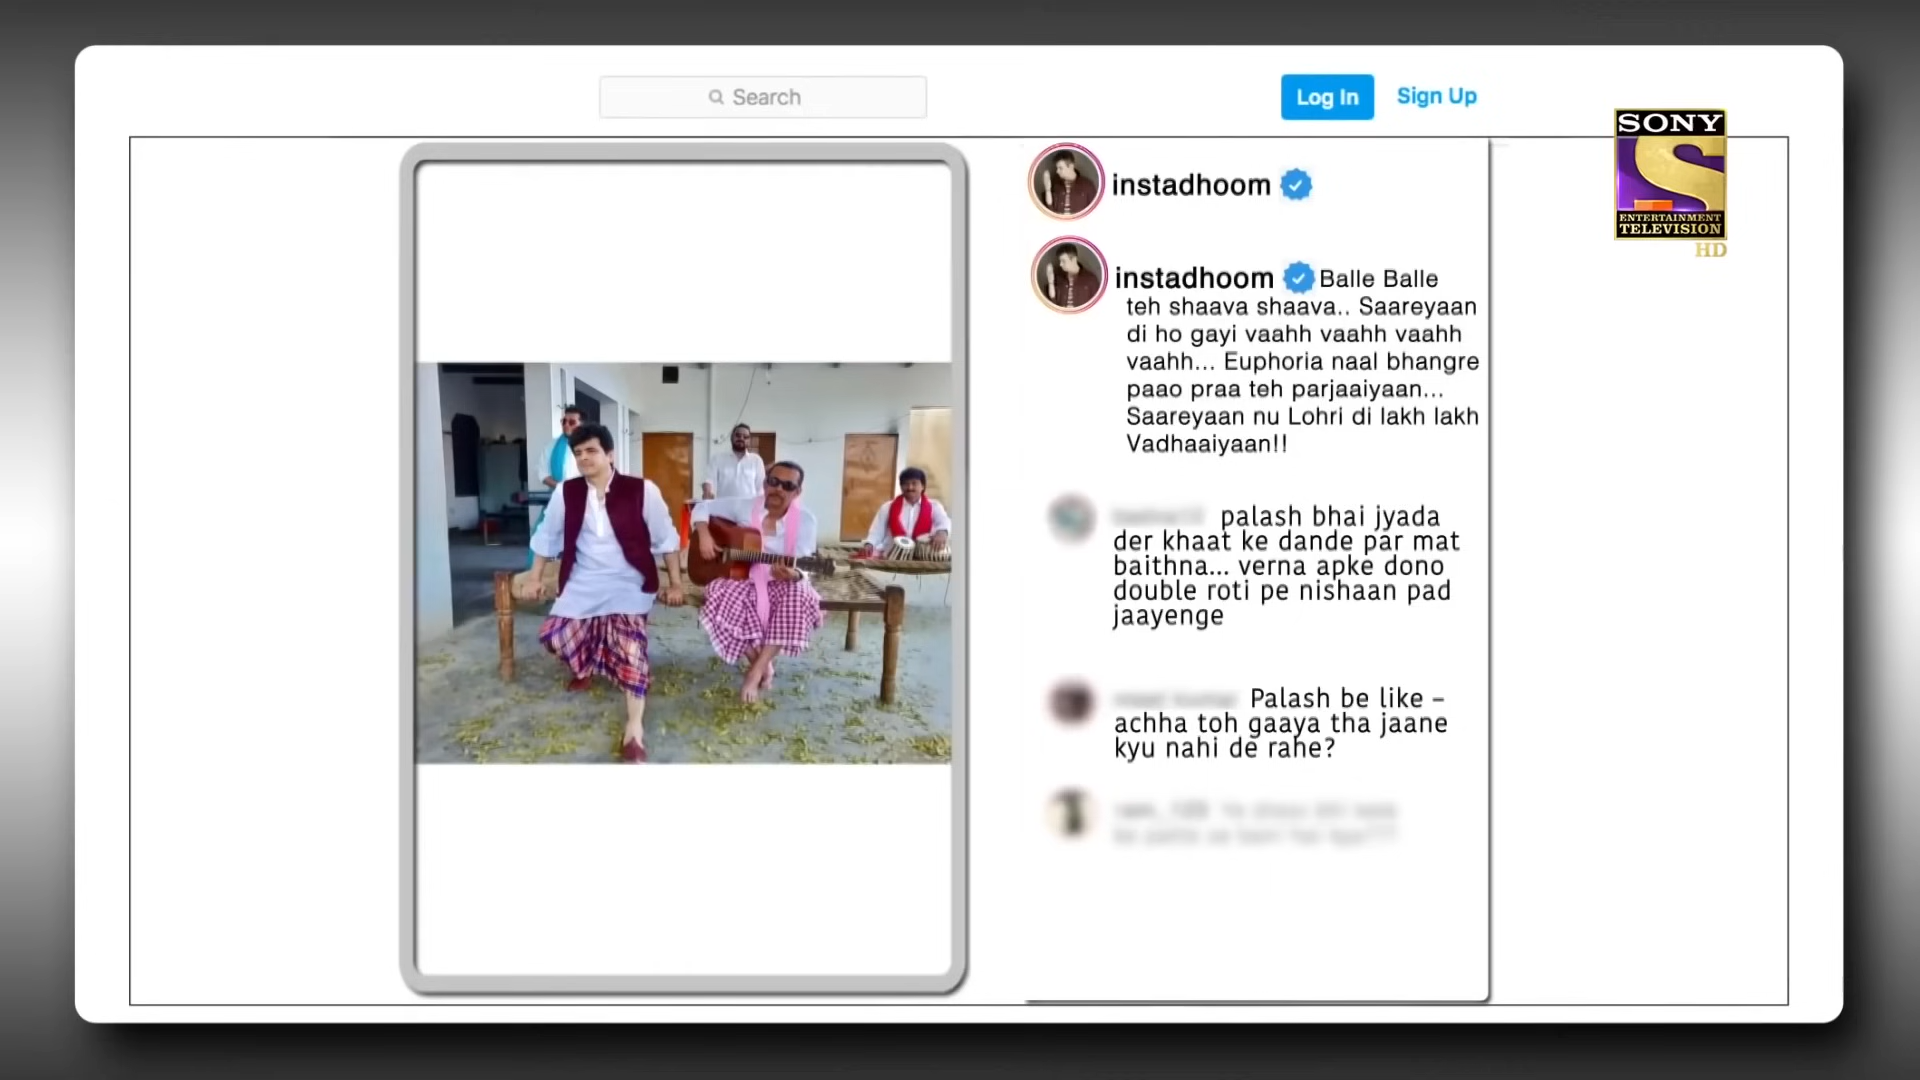 Search
Log In
Sign Up
SONY
ENTERTAINMENT
TELEVISION
HD
instadhoom
instadhoom Balle Balle
teh shaava shaava.. Saareyaan
di ho gayi vaahh vaahh vaahh
vaahh... Euphoria naal bhangre
paao praa teh parjaaiyaan...
Saareyaan nu Lohri di lakh lakh
Vadhaaiyaan!!
palash bhai jyada
der khaat ke dande par mat
baithna... verna apke dono
double roti pe nishaan pad
jaayenge
Palash be like –
achha toh gaaya tha jaane
kyu nahi de rahe?